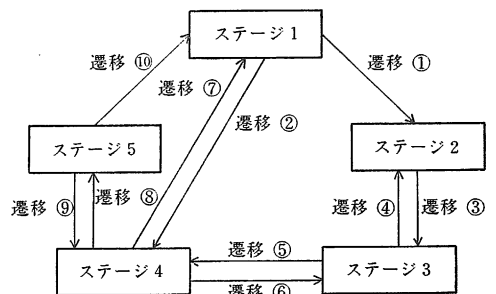 ステージ 1
遷移 ⑩
遷移 ⑦
遷移 ①
遷移 ②
ステージ 5
ステージ 2
遷移 ⑨
遷移 ⑧
遷移 ④
遷移 ③
遷移 ⑤
ステージ 4
ステージ 3
遷移 ⑥